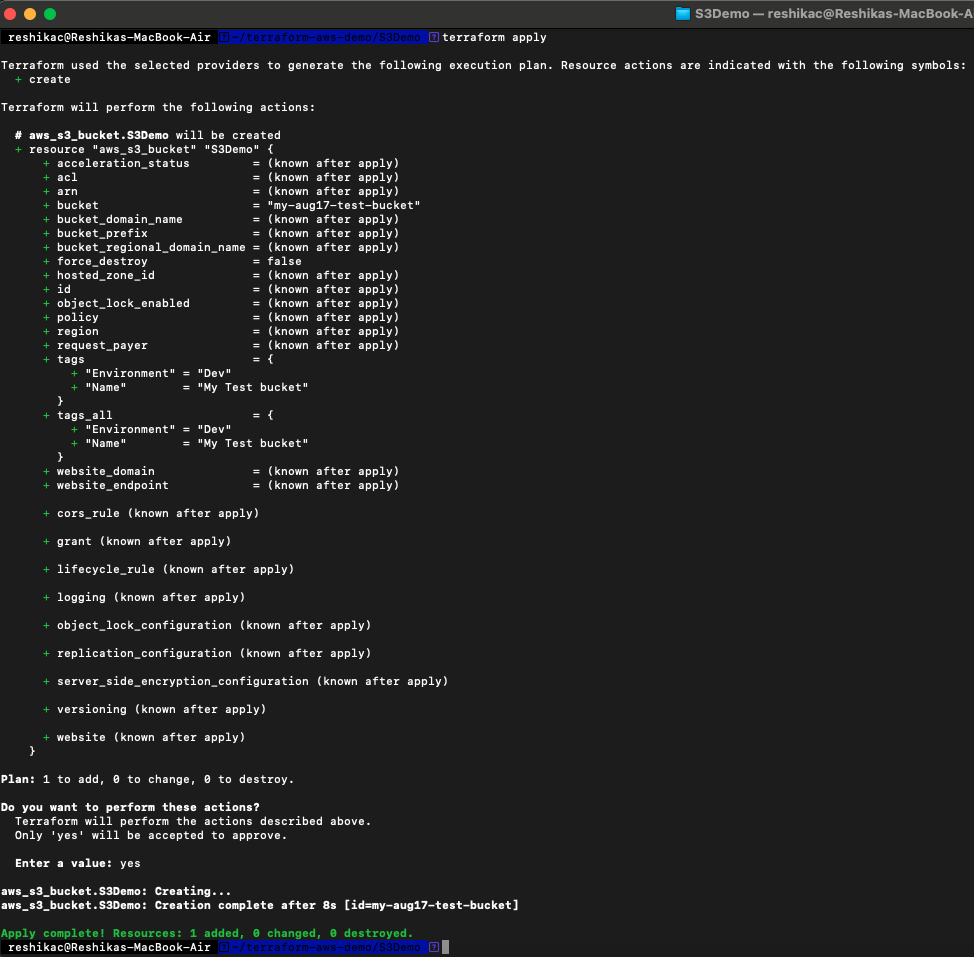 S3Demo — reshikac@Reshikas-MacBook-A
reshikac@Reshikas-MacBook-Air ? ~/terraform-aws-demo/S3Demo ? terraform apply
Terraform used the selected providers to generate the following execution plan. Resource actions are indicated with the following symbols:
+ create
Terraform will perform the following actions:
# aws_s3_bucket.S3Demo will be created
+ resource "aws_s3_bucket" "S3Demo" {
+ acceleration_status = (known after apply)
+ acl = (known after apply)
+ arn = (known after apply)
+ bucket = "my-aug17-test-bucket"
+ bucket_domain_name = (known after apply)
+ bucket_prefix = (known after apply)
+ bucket_regional_domain_name = (known after apply)
+ force_destroy = false
+ hosted_zone_id = (known after apply)
+ id = (known after apply)
+ object_lock_enabled = (known after apply)
+ policy = (known after apply)
+ region = (known after apply)
+ request_payer = (known after apply)
+ tags = {
+ "Environment" = "Dev"
+ "Name" = "My Test bucket"
}
+ tags_all = {
+ "Environment" = "Dev"
+ "Name" = "My Test bucket"
}
+ website_domain = (known after apply)
+ website_endpoint = (known after apply)
+ cors_rule (known after apply)
+ grant (known after apply)
+ lifecycle_rule (known after apply)
+ logging (known after apply)
+ object_lock_configuration (known after apply)
+ replication_configuration (known after apply)
+ server_side_encryption_configuration (known after apply)
+ versioning (known after apply)
+ website (known after apply)
}
Plan: 1 to add, 0 to change, 0 to destroy.
Do you want to perform these actions?
Terraform will perform the actions described above.
Only 'yes' will be accepted to approve.
Enter a value: yes
aws_s3_bucket.S3Demo: Creating...
aws_s3_bucket.S3Demo: Creation complete after 8s [id=my-aug17-test-bucket]
Apply complete! Resources: 1 added, 0 changed, 0 destroyed.
reshikac@Reshikas-MacBook-Air ? ~/terraform-aws-demo/S3Demo ?